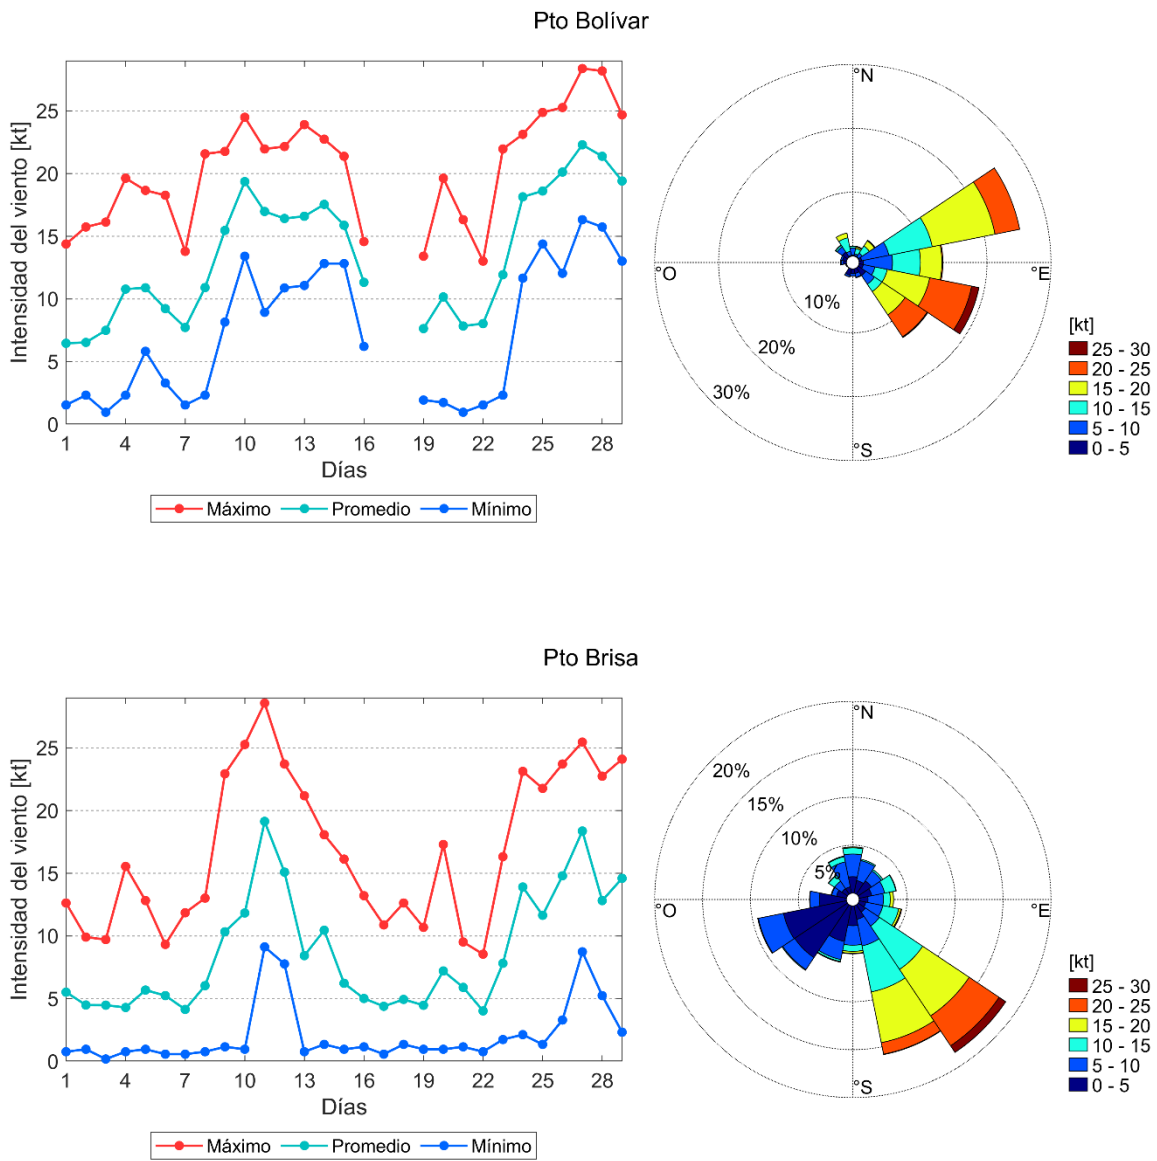 Pto Bolívar
Intensidad del viento [kt]
25
20
15
10
5
0
1 4 7 10 13 16 19 22 25 28
Días
Máximo Promedio Mínimo
°N
°O °E
10%
20%
30%
°S
[kt]
25 - 30
20 - 25
15 - 20
10 - 15
5 - 10
0 - 5
Pto Brisa
Intensidad del viento [kt]
25
20
15
10
5
0
1 4 7 10 13 16 19 22 25 28
Días
Máximo Promedio Mínimo
°N
20%
15%
10%
5%
°O °E
°S
[kt]
25 - 30
20 - 25
15 - 20
10 - 15
5 - 10
0 - 5